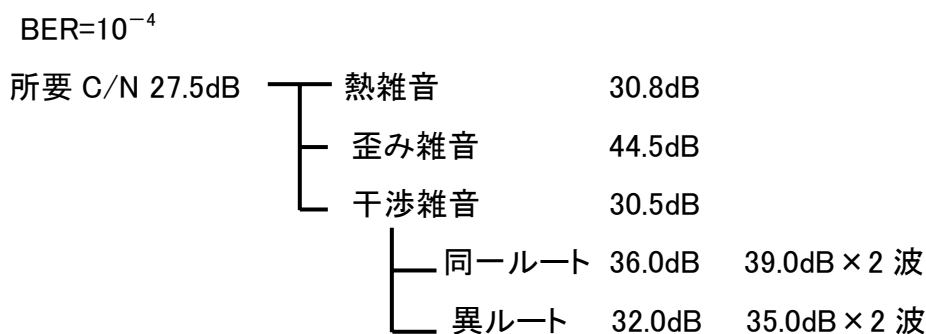 BER=10⁻⁴
所要 C/N 27.5dB 熱雑音 30.8dB
歪み雑音 44.5dB
干渉雑音 30.5dB
同一ルート 36.0dB 39.0dB×2 波
異ルート 32.0dB 35.0dB×2 波